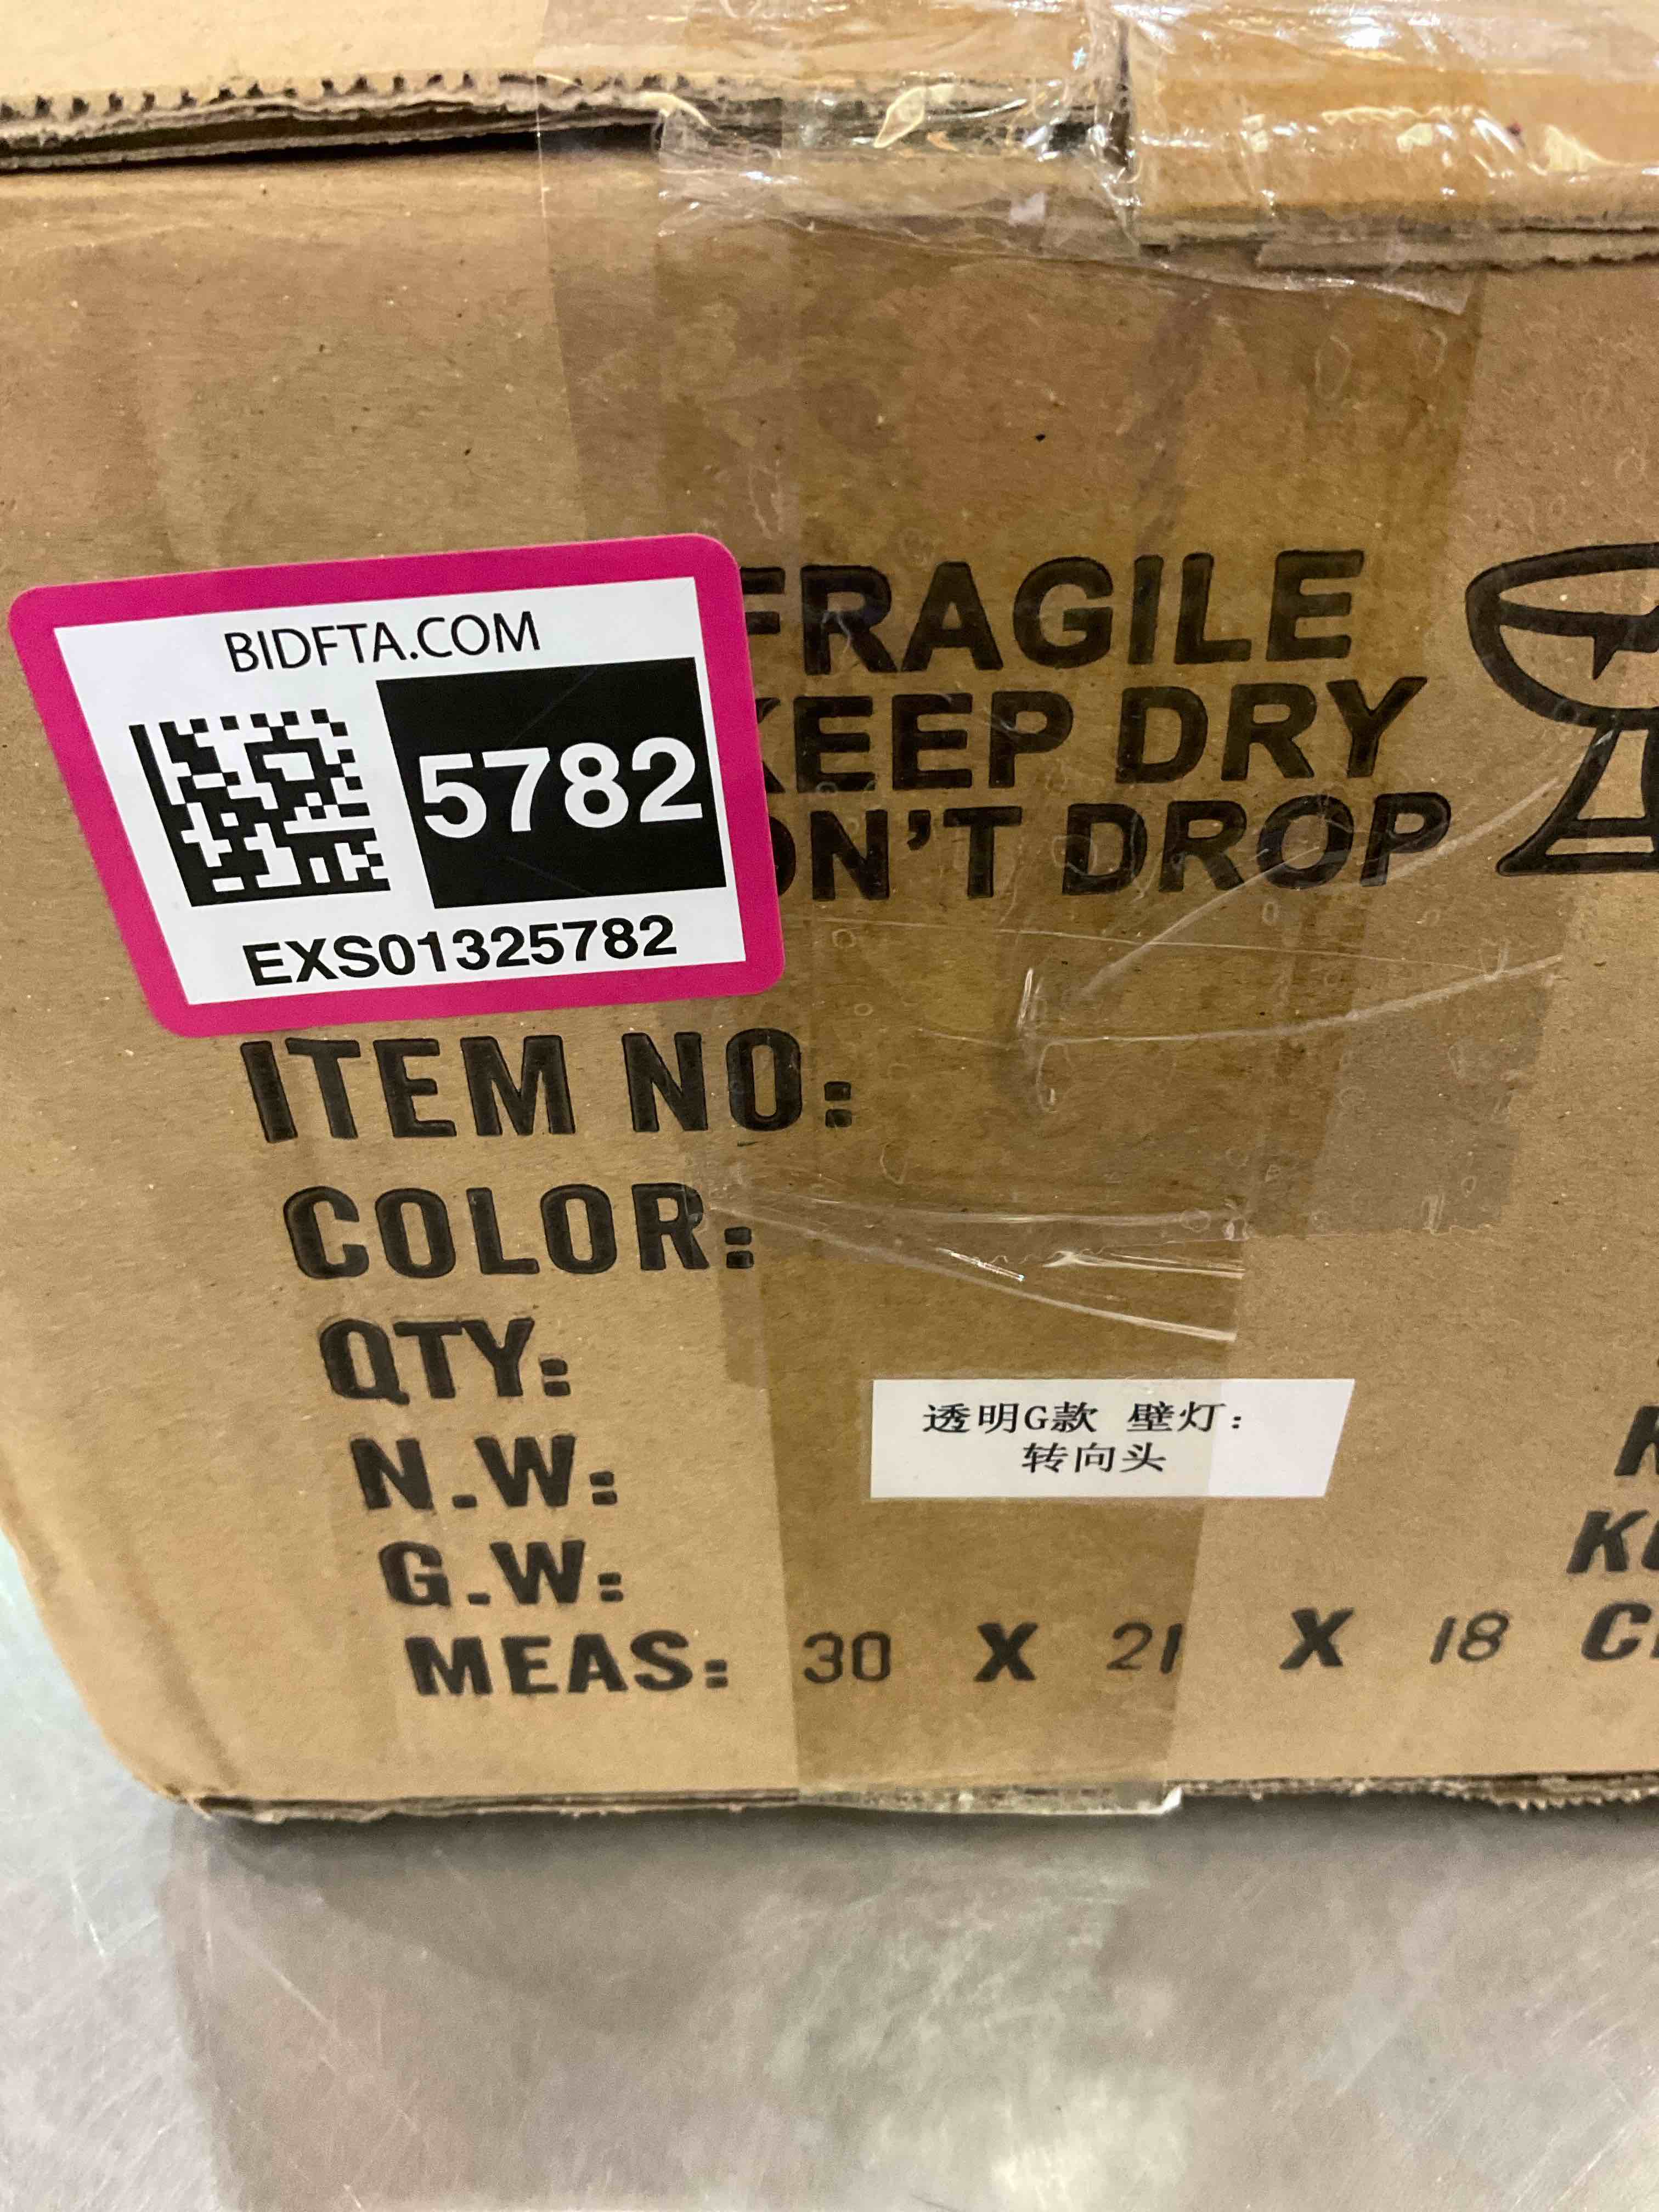 BIDFTA.COM
5782
EXS01325782
FRAGILE
KEEP DRY
ON'T DROP
ITEM NO:
COLOR:
QTY:
N.W:
G.W:
MEAS: 30 X 21 X 18
透明G款 壁灯:
转向头